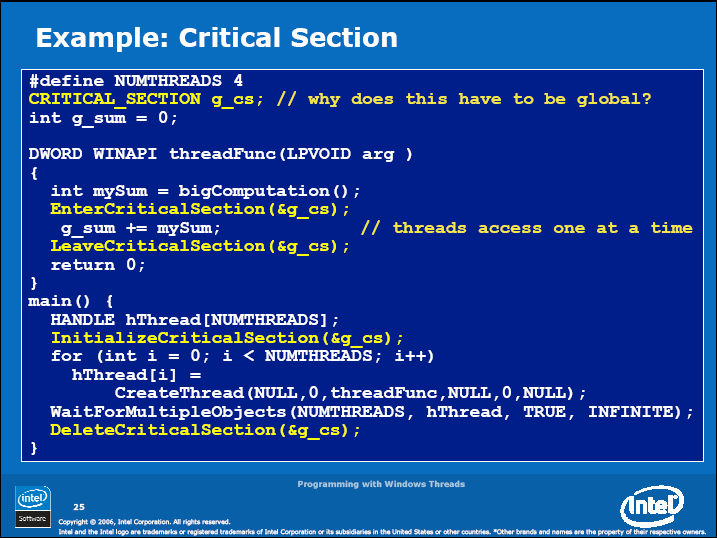 Example: Critical Section
#define NUMTHREADS 4
CRITICAL_SECTION g_cs; // why does this have to be global?
int g_sum = 0;
DWORD WINAPI threadFunc(LPVOID arg )
{
int mySum = bigComputation();
EnterCriticalSection(&g_cs);
g_sum += mySum; // threads access one at a time
LeaveCriticalSection(&g_cs);
return 0;
}
main() {
HANDLE hThread[NUMTHREADS];
InitializeCriticalSection(&g_cs);
for (int i = 0; i < NUMTHREADS; i++)
hThread[i] =
CreateThread(NULL,0,threadFunc,NULL,0,NULL);
WaitForMultipleObjects(NUMTHREADS, hThread, TRUE, INFINITE);
DeleteCriticalSection(&g_cs);
}
Programming with Windows Threads
intel
Software
25
Copyright © 2006, Intel Corporation. All rights reserved.
Intel and the Intel logo are trademarks or registered trademarks of Intel Corporation or its subsidiaries in the United States or other countries. *Other brands and names are the property of their respective owners.
intel